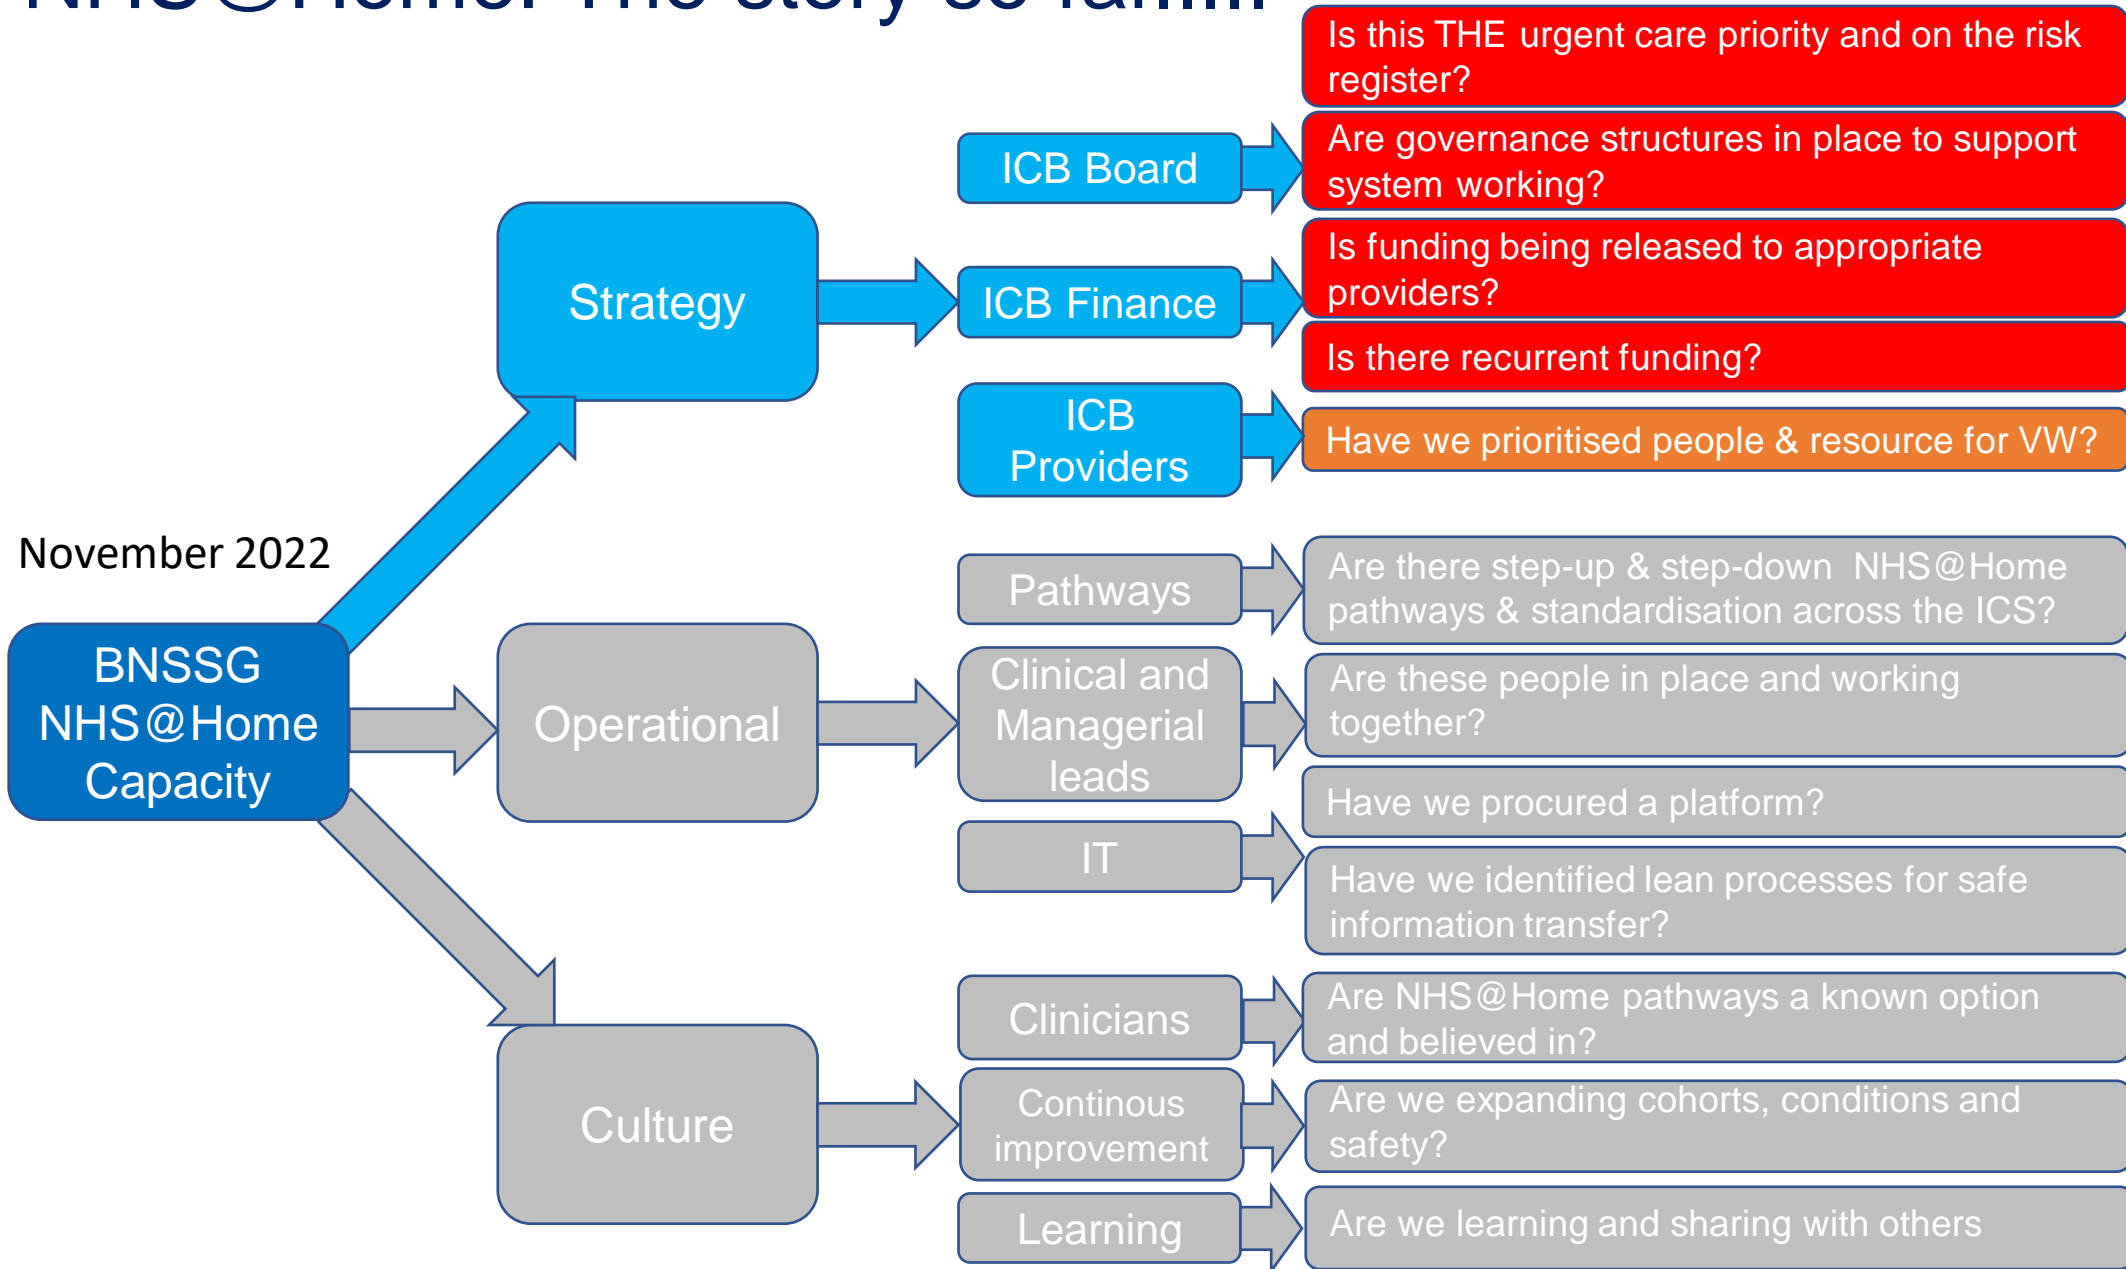 NHS@Home: The story so far......
Is this THE urgent care priority and on the risk
register?
ICB Board
Are governance structures in place to support
system working?
Strategy
ICB Finance
Is funding being released to appropriate
providers?
Is there recurrent funding?
ICB
Providers
Have we prioritised people & resource for VW?
November 2022
BNSSG
NHS@Home
Capacity
Operational
Pathways
Are there step-up & step-down NHS@Home
pathways & standardisation across the ICS?
Clinical and
Managerial
leads
Are these people in place and working
together?
IT
Have we procured a platform?
Have we identified lean processes for safe
information transfer?
Culture
Clinicians
Are NHS@Home pathways a known option
and believed in?
Continous
improvement
Are we expanding cohorts, conditions and
safety?
Learning
Are we learning and sharing with others